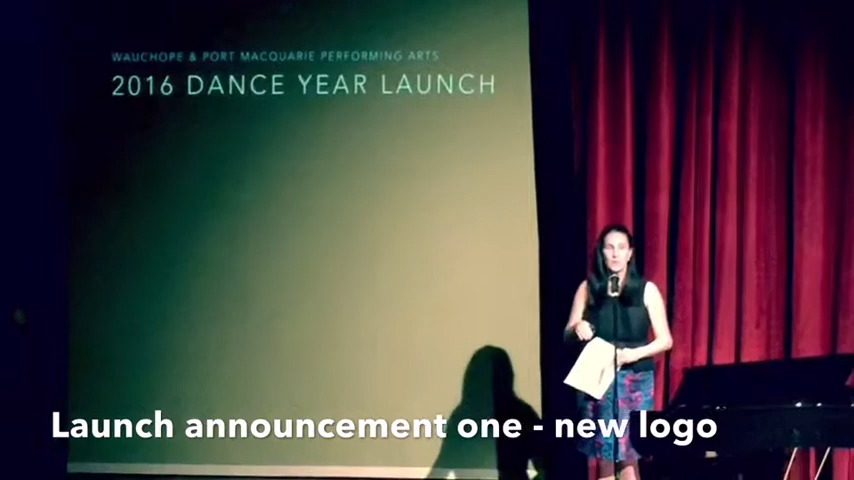 WAUCHOPE & PORT MACQUARIE PERFORMING ARTS
2016 DANCE YEAR LAUNCH
Launch announcement one - new logo